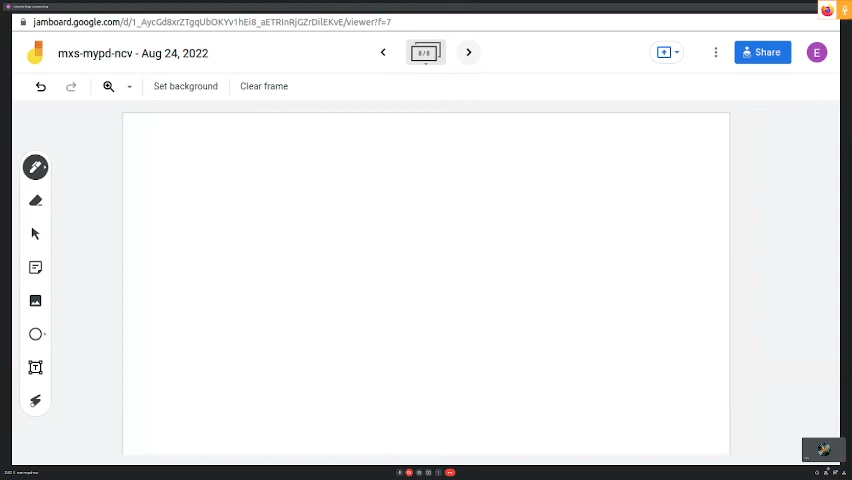 jamboard.google.com/d/1_AycGd8xrZTgqUbOKYv1hEi8_aETRInRjGZrDilEKvE/viewer?f=7
mxs-mypd-ncv - Aug 24, 2022
8 / 8
Share
E
Set background
Clear frame
T